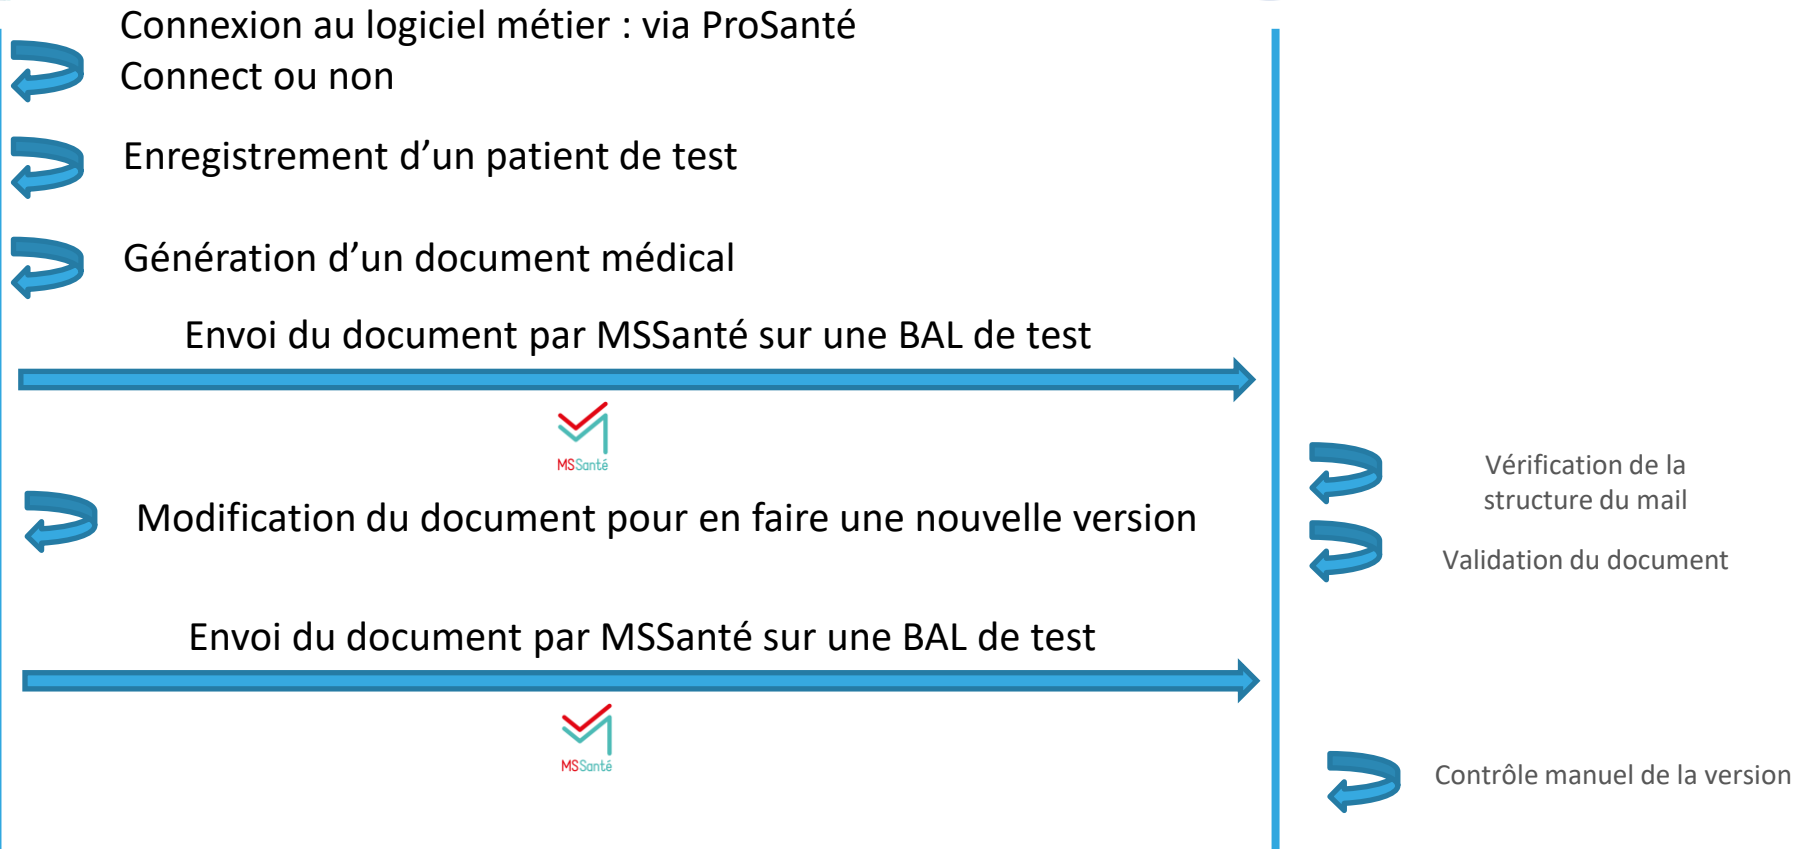 Connexion au logiciel métier : via ProSanté
Connect ou non
Enregistrement d’un patient de test
Génération d’un document médical
Envoi du document par MSSanté sur une BAL de test
MSSanté
Vérification de la
structure du mail
Modification du document pour en faire une nouvelle version
Validation du document
Envoi du document par MSSanté sur une BAL de test
MSSanté
Contrôle manuel de la version